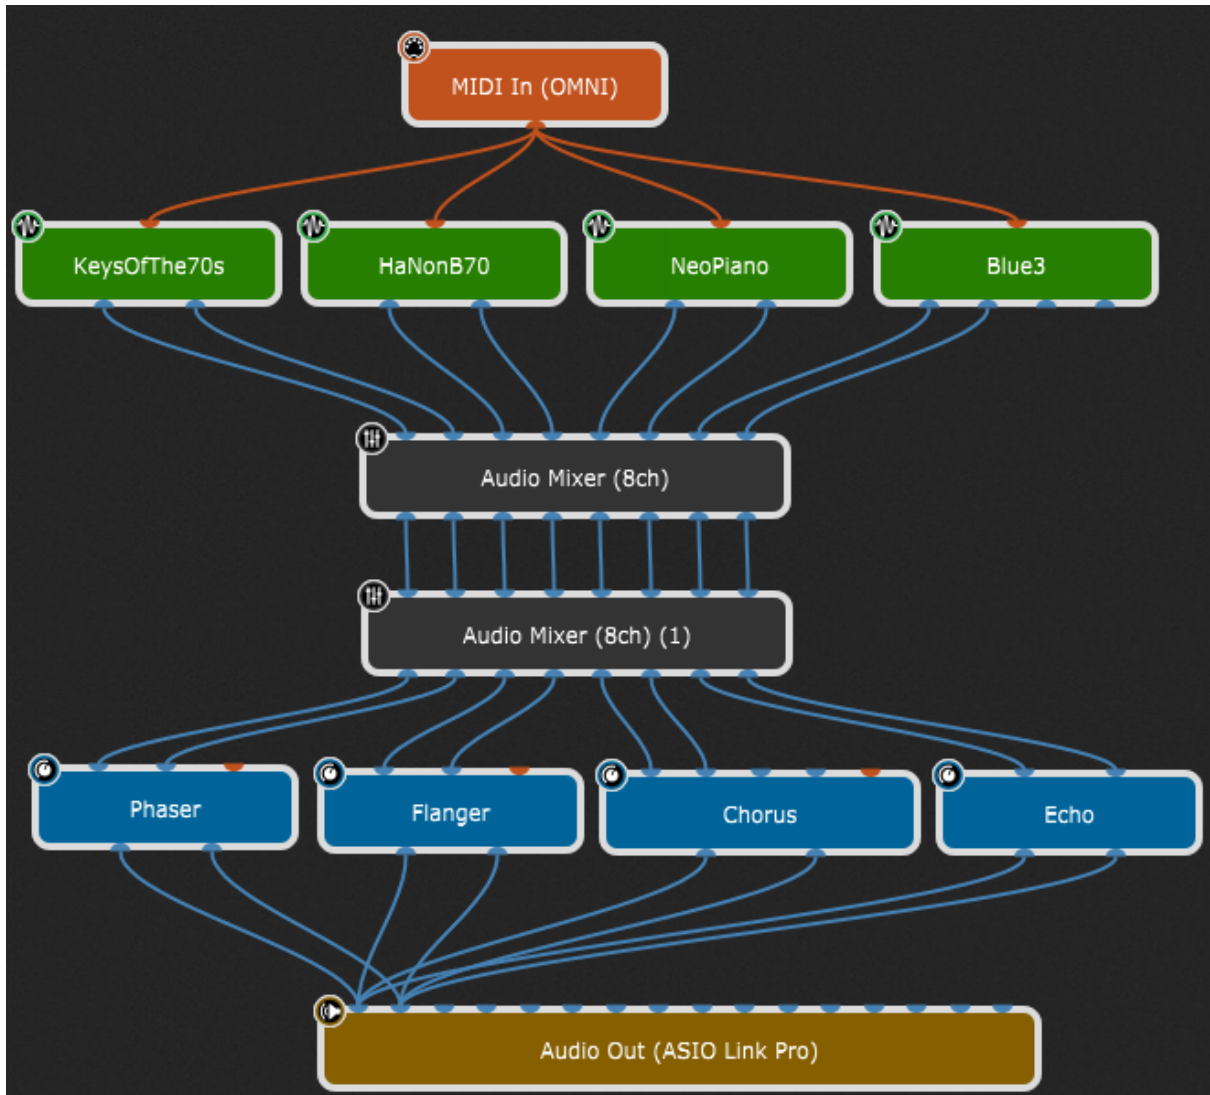 MIDI In (OMNI)
KeysOfThe70s
HaNonB70
NeoPiano
Blue3
Audio Mixer (8ch)
Audio Mixer (8ch) (1)
Phaser
Flanger
Chorus
Echo
Audio Out (ASIO Link Pro)